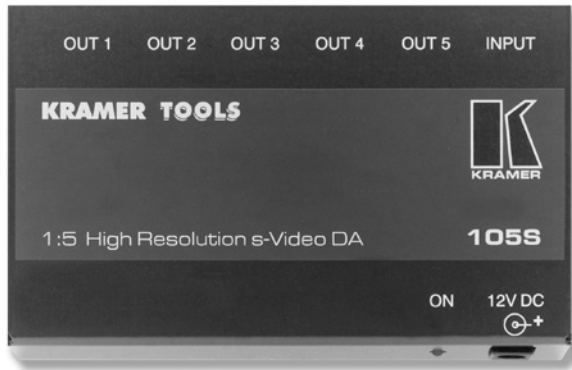 OUT 1 OUT 2 OUT 3 OUT 4 OUT 5 INPUT
KRAMER TOOLS
KRAMER
1:5 High Resolution s-Video DA 105S
ON 12V DC
+